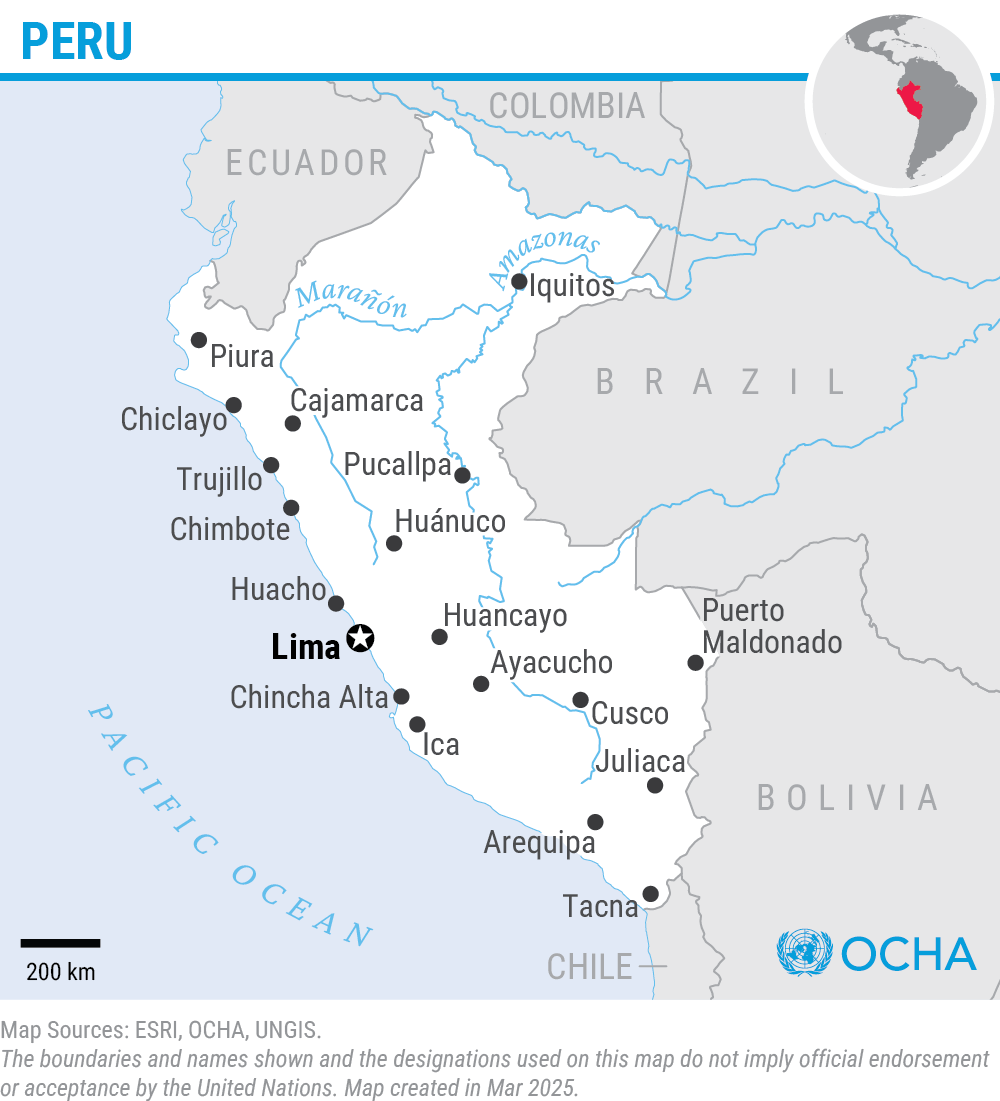 PERU
COLOMBIA
ECUADOR
Amazonas
Iquitos
Marañón
Piura
BRAZIL
Cajamarca
Chiclayo
Pucallpa
Trujillo
Huánuco
Chimbote
Huacho
Huancayo
Puerto
Maldonado
Lima
Ayacucho
Chincha Alta
Cusco
Ica
Juliaca
PACIFIC OCEAN
BOLIVIA
Arequipa
Tacna
OCHA
200 km
CHILE
Map Sources: ESRI, OCHA, UNGIS.
The boundaries and names shown and the designations used on this map do not imply official endorsement
or acceptance by the United Nations. Map created in Mar 2025.